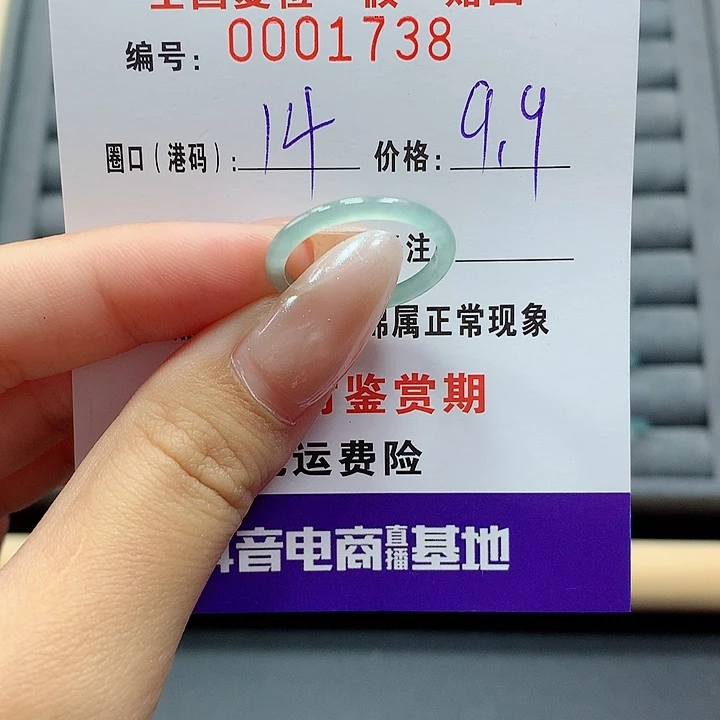 编号: 0001738
圈口(港码): 14 价格: 9.9
注
属正常现象
鉴赏期
运费险
音电商直播基地